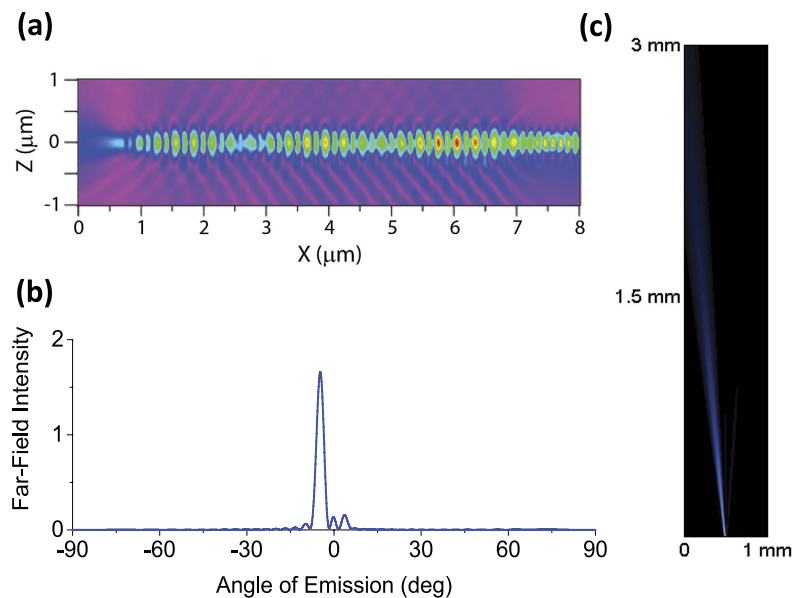 (a)
1
0
-1
Z (μm)
0 1 2 3 4 5 6 7 8
X (μm)
(b)
2
1
0
Far-Field Intensity
-90 -60 -30 0 30 60 90
Angle of Emission (deg)
(c)
3 mm
1.5 mm
0 1 mm